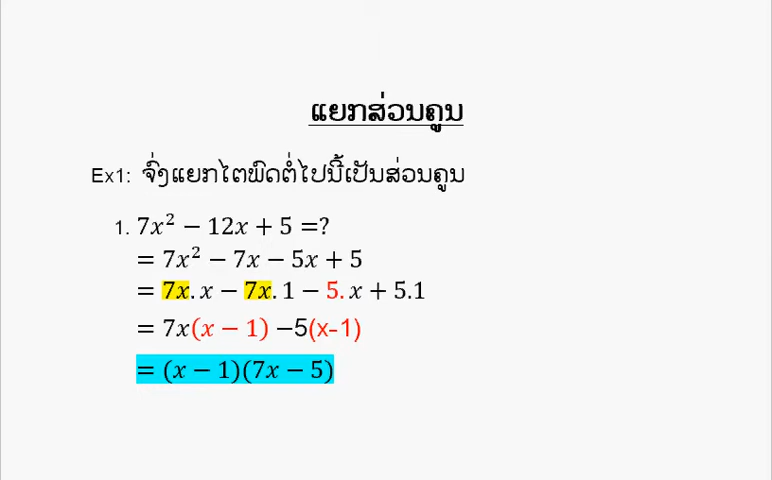 ແຍກສ່ວນຄູນ
Ex1: ຈົ່ງແຍກໄຕພົດຕໍ່ໄປນີ້ເປັນສ່ວນຄູນ
1. 7x² − 12x + 5 =?
= 7x² − 7x − 5x + 5
= 7x. x − 7x. 1 − 5. x + 5.1
= 7x(x − 1) −5(x-1)
= (x − 1)(7x − 5)